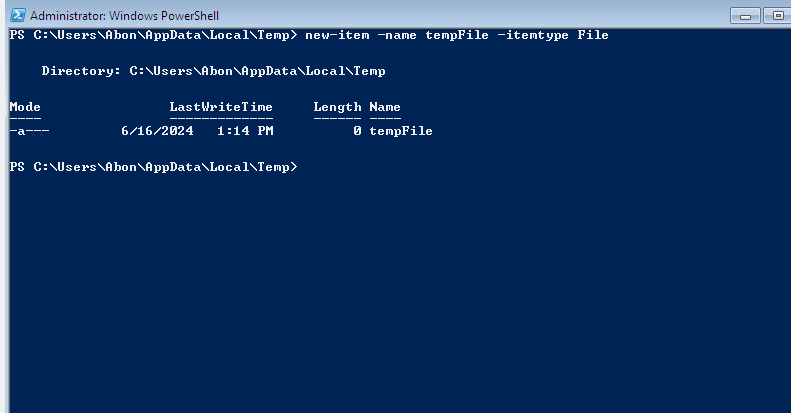 Administrator: Windows PowerShell
PS C:\Users\Abon\AppData\Local\Temp> new-item -name tempFile -itemtype File
Directory: C:\Users\Abon\AppData\Local\Temp
Mode                LastWriteTime     Length Name
----                -------------     ------ ----
-a---         6/16/2024   1:14 PM          0 tempFile
PS C:\Users\Abon\AppData\Local\Temp>